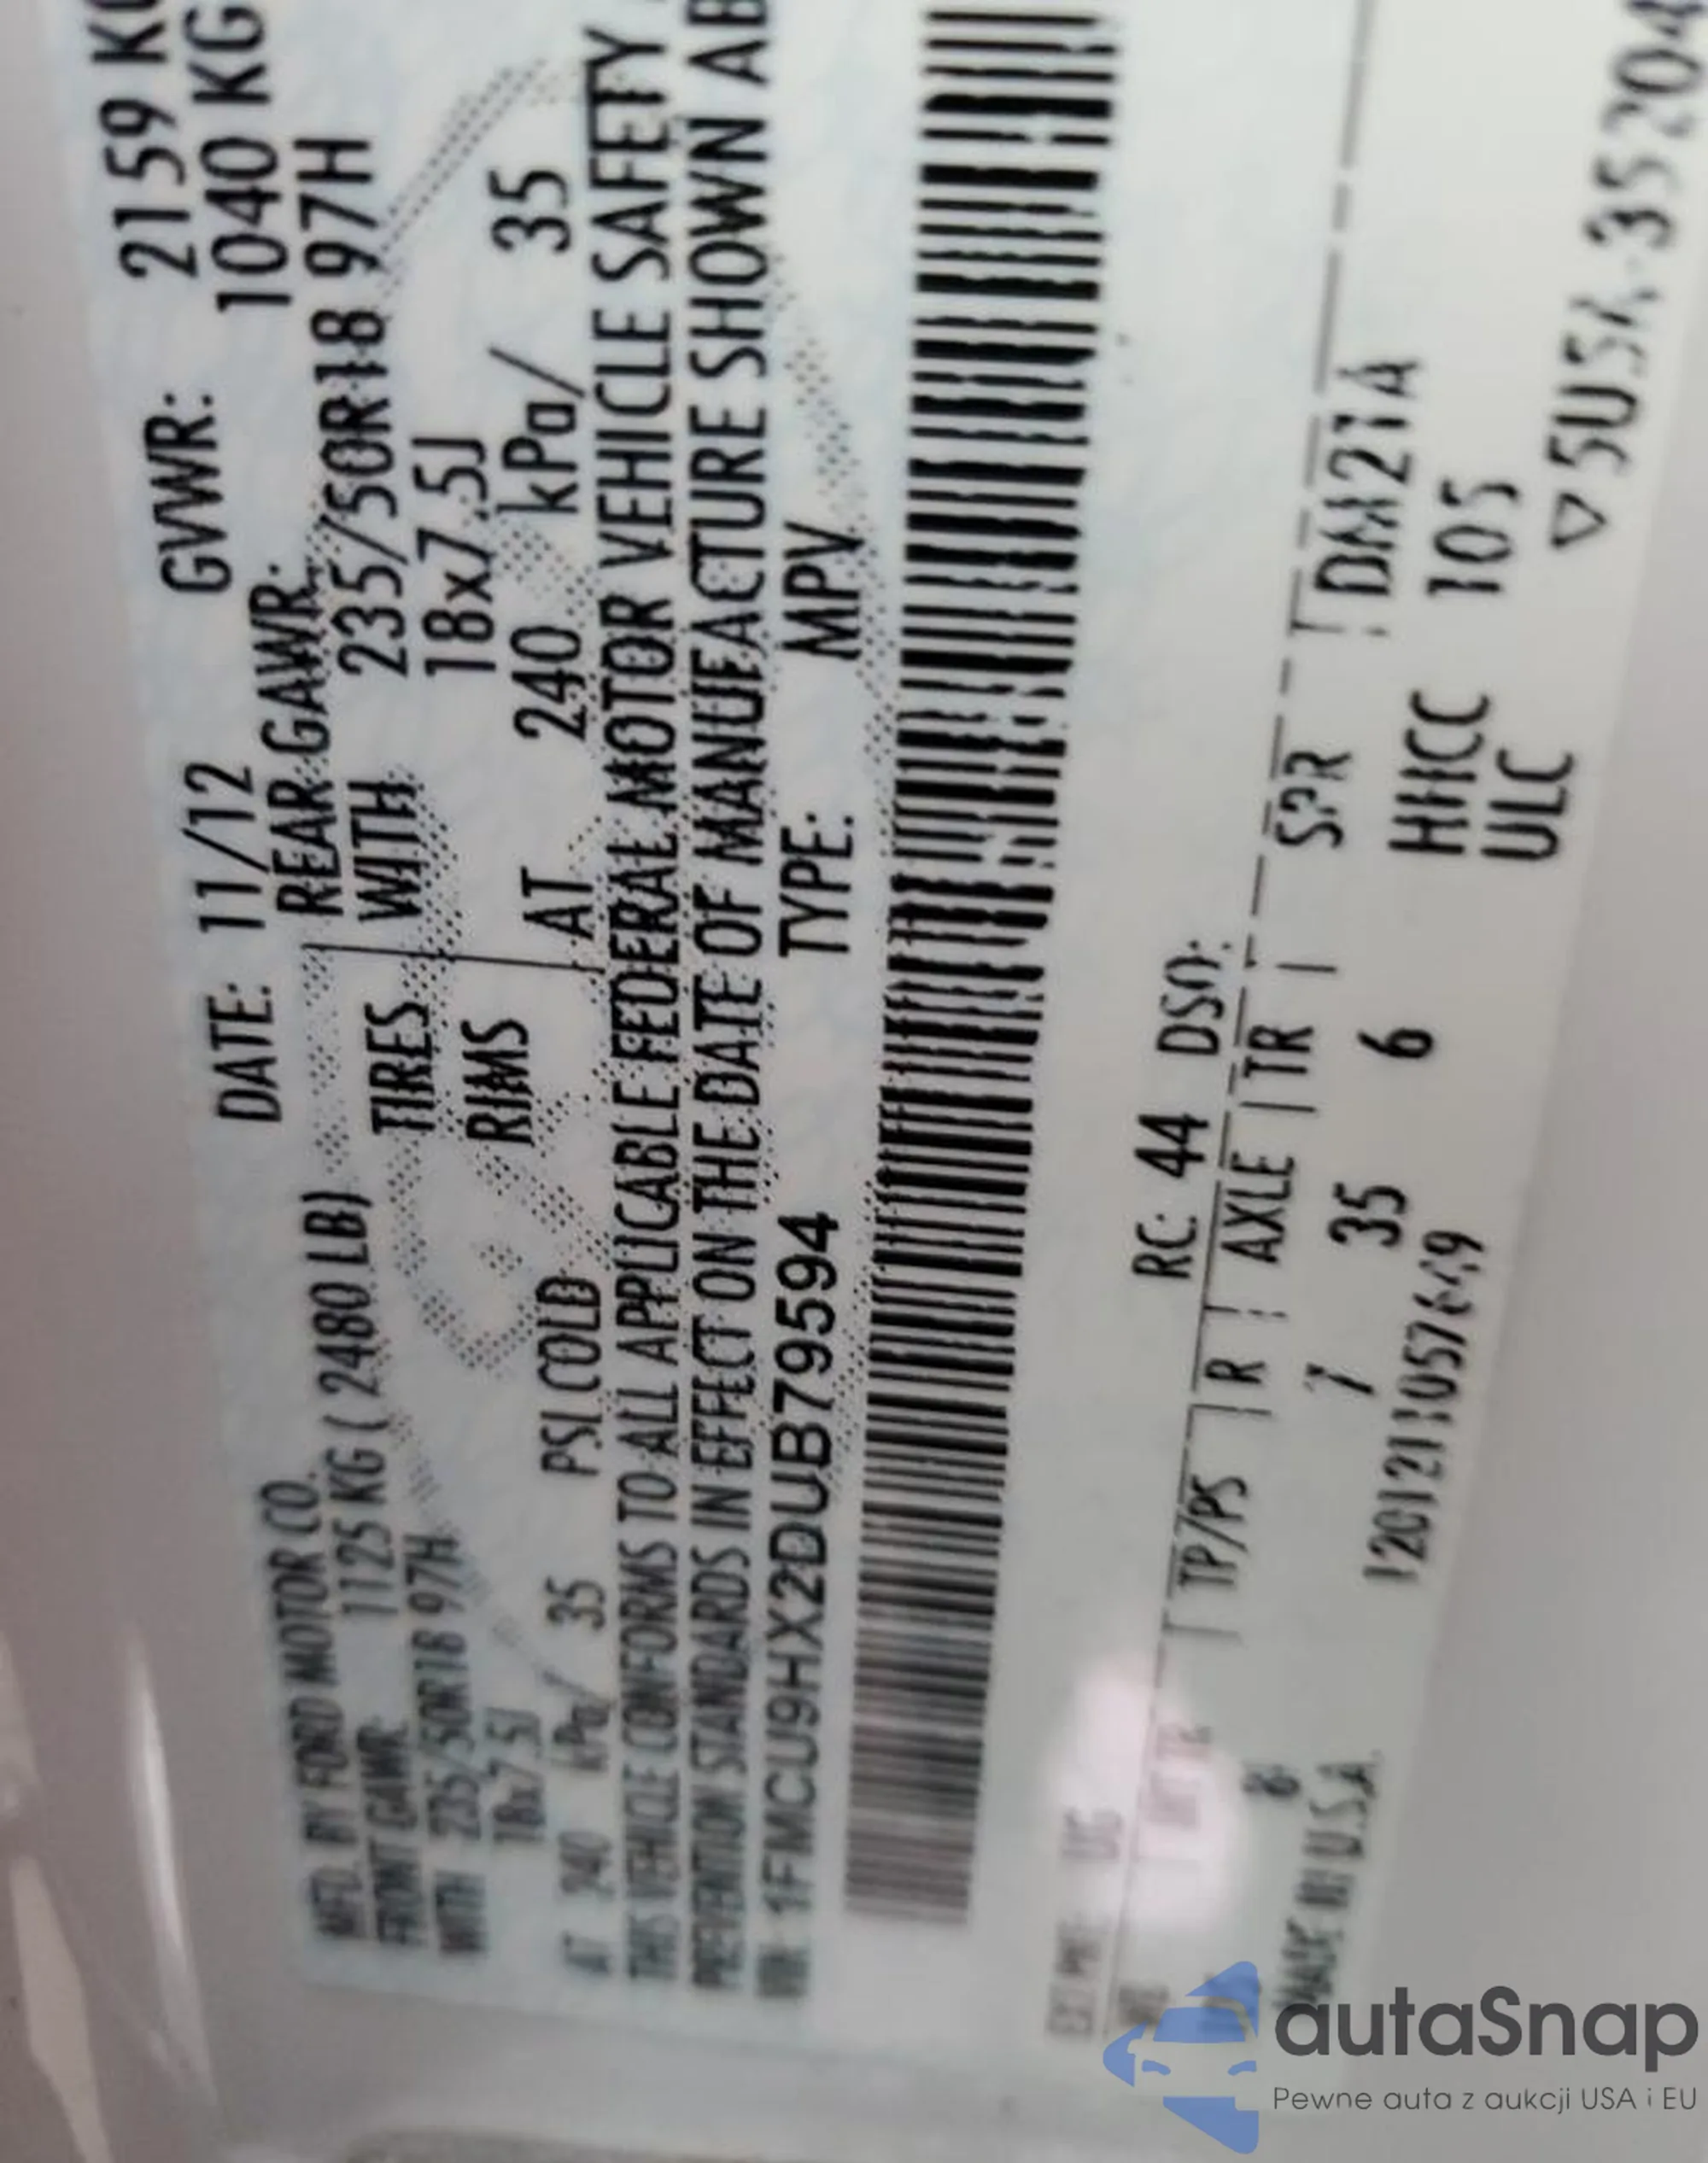 MFD. BY FORD MOTOR CO. DATE: 11/12 GVWR: 2159 KG
FRONT GAWR: 1125 KG ( 2480 LB) REAR GAWR: 1040 KG
WITH 235/50R18 97H TIRES WITH 235/50R18 97H
18x7.5J RIMS 18x7.5J
AT 240 kPa/ 35 PSI COLD AT 240 kPa/ 35
THIS VEHICLE CONFORMS TO ALL APPLICABLE FEDERAL MOTOR VEHICLE SAFETY
PREVENTION STANDARDS IN EFFECT ON THE DATE OF MANUFACTURE SHOWN AB
VIN: 1FMCU9HX2DUB79594 TYPE: MPV
RC: 44 DSO:
TP/PS R AXLE TR SPR DM21A
8 7 35 6 HHCC 105
MADE IN U.S.A. ULC
▽5USA-35204
autaSnap
Pewne auta z aukcji USA i EU